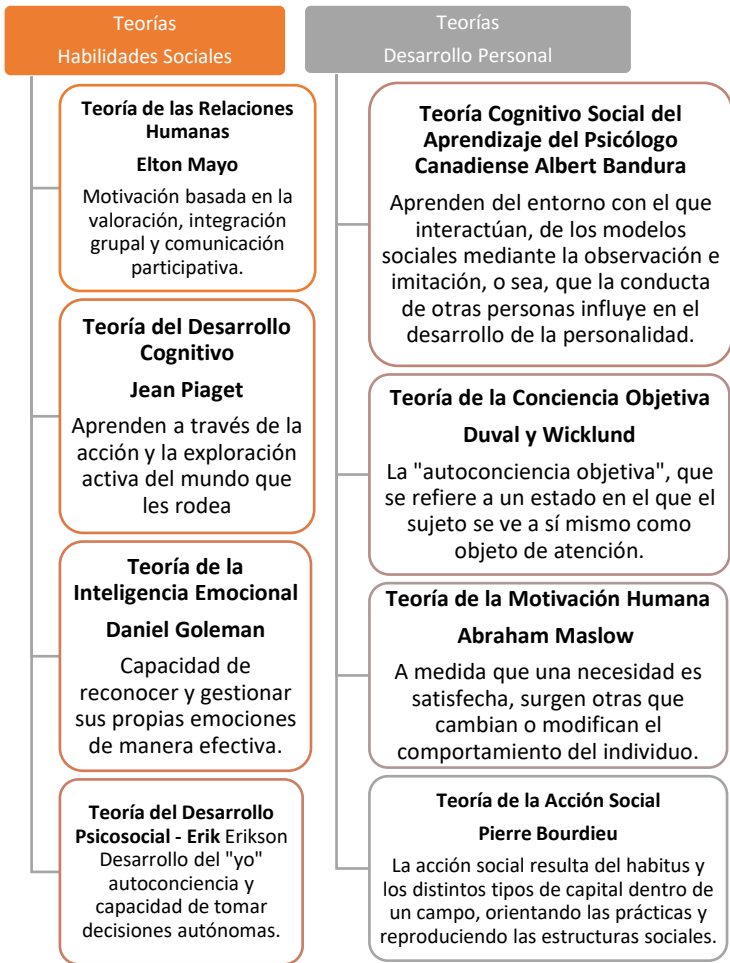 Teorías
Habilidades Sociales
Teoría de las Relaciones
Humanas
Elton Mayo
Motivación basada en la
valoración, integración
grupal y comunicación
participativa.
Teoría del Desarrollo
Cognitivo
Jean Piaget
Aprenden a través de la
acción y la exploración
activa del mundo que
les rodea
Teoría de la
Inteligencia Emocional
Daniel Goleman
Capacidad de
reconocer y gestionar
sus propias emociones
de manera efectiva.
Teoría del Desarrollo
Psicosocial - Erik Erikson
Desarrollo del "yo"
autoconciencia y
capacidad de tomar
decisiones autónomas.
Teorías
Desarrollo Personal
Teoría Cognitivo Social del
Aprendizaje del Psicólogo
Canadiense Albert Bandura
Aprenden del entorno con el que
interactúan, de los modelos
sociales mediante la observación e
imitación, o sea, que la conducta
de otras personas influye en el
desarrollo de la personalidad.
Teoría de la Conciencia Objetiva
Duval y Wicklund
La "autoconciencia objetiva", que
se refiere a un estado en el que el
sujeto se ve a sí mismo como
objeto de atención.
Teoría de la Motivación Humana
Abraham Maslow
A medida que una necesidad es
satisfecha, surgen otras que
cambian o modifican el
comportamiento del individuo.
Teoría de la Acción Social
Pierre Bourdieu
La acción social resulta del habitus y
los distintos tipos de capital dentro de
un campo, orientando las prácticas y
reproduciendo las estructuras sociales.